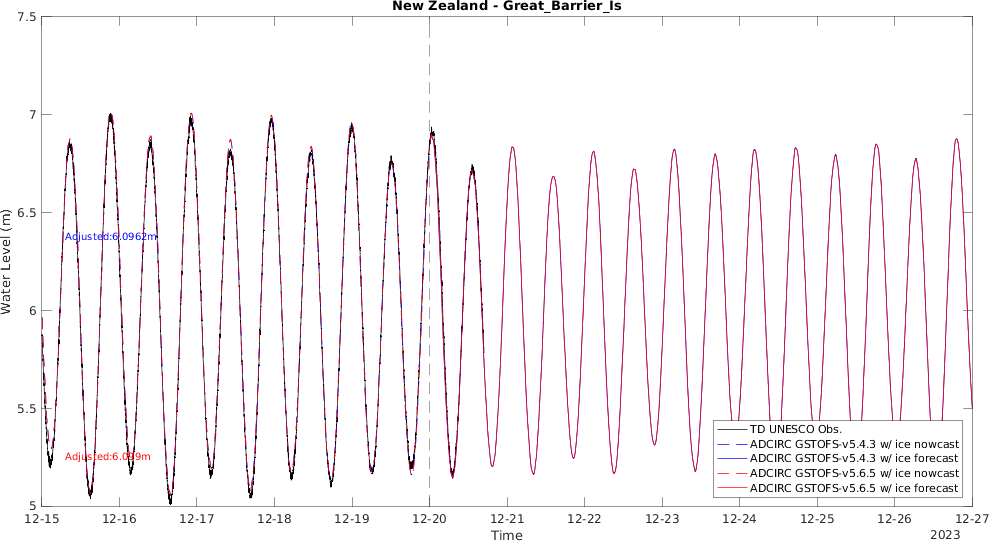 New Zealand - Great_Barrier_Is
7.5
7
6.5
6
5.5
5
Water Level (m)
Adjusted:6.0962m
Adjusted:6.099m
TD UNESCO Obs.
ADCIRC GSTOFS-v5.4.3 w/ ice nowcast
ADCIRC GSTOFS-v5.4.3 w/ ice forecast
ADCIRC GSTOFS-v5.6.5 w/ ice nowcast
ADCIRC GSTOFS-v5.6.5 w/ ice forecast
12-15 12-16 12-17 12-18 12-19 12-20 12-21 12-22 12-23 12-24 12-25 12-26 12-27
Time
2023